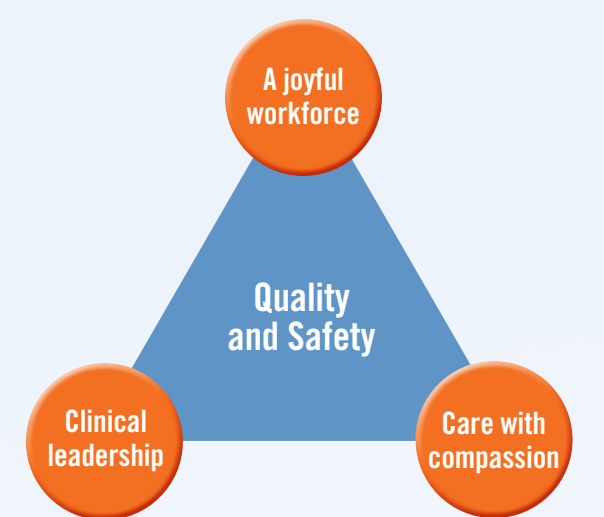 A joyful
workforce
Quality
and Safety
Clinical
leadership
Care with
compassion